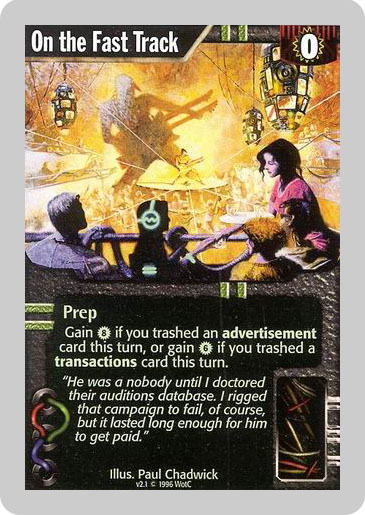 On the Fast Track
0
Prep
Gain 8 if you trashed an advertisement
card this turn, or gain 6 if you trashed a
transactions card this turn.
“He was a nobody until I doctored
their auditions database. I rigged
that campaign to fail, of course,
but it lasted long enough for him
to get paid.”
Illus. Paul Chadwick
v2.1 © 1996 WotC